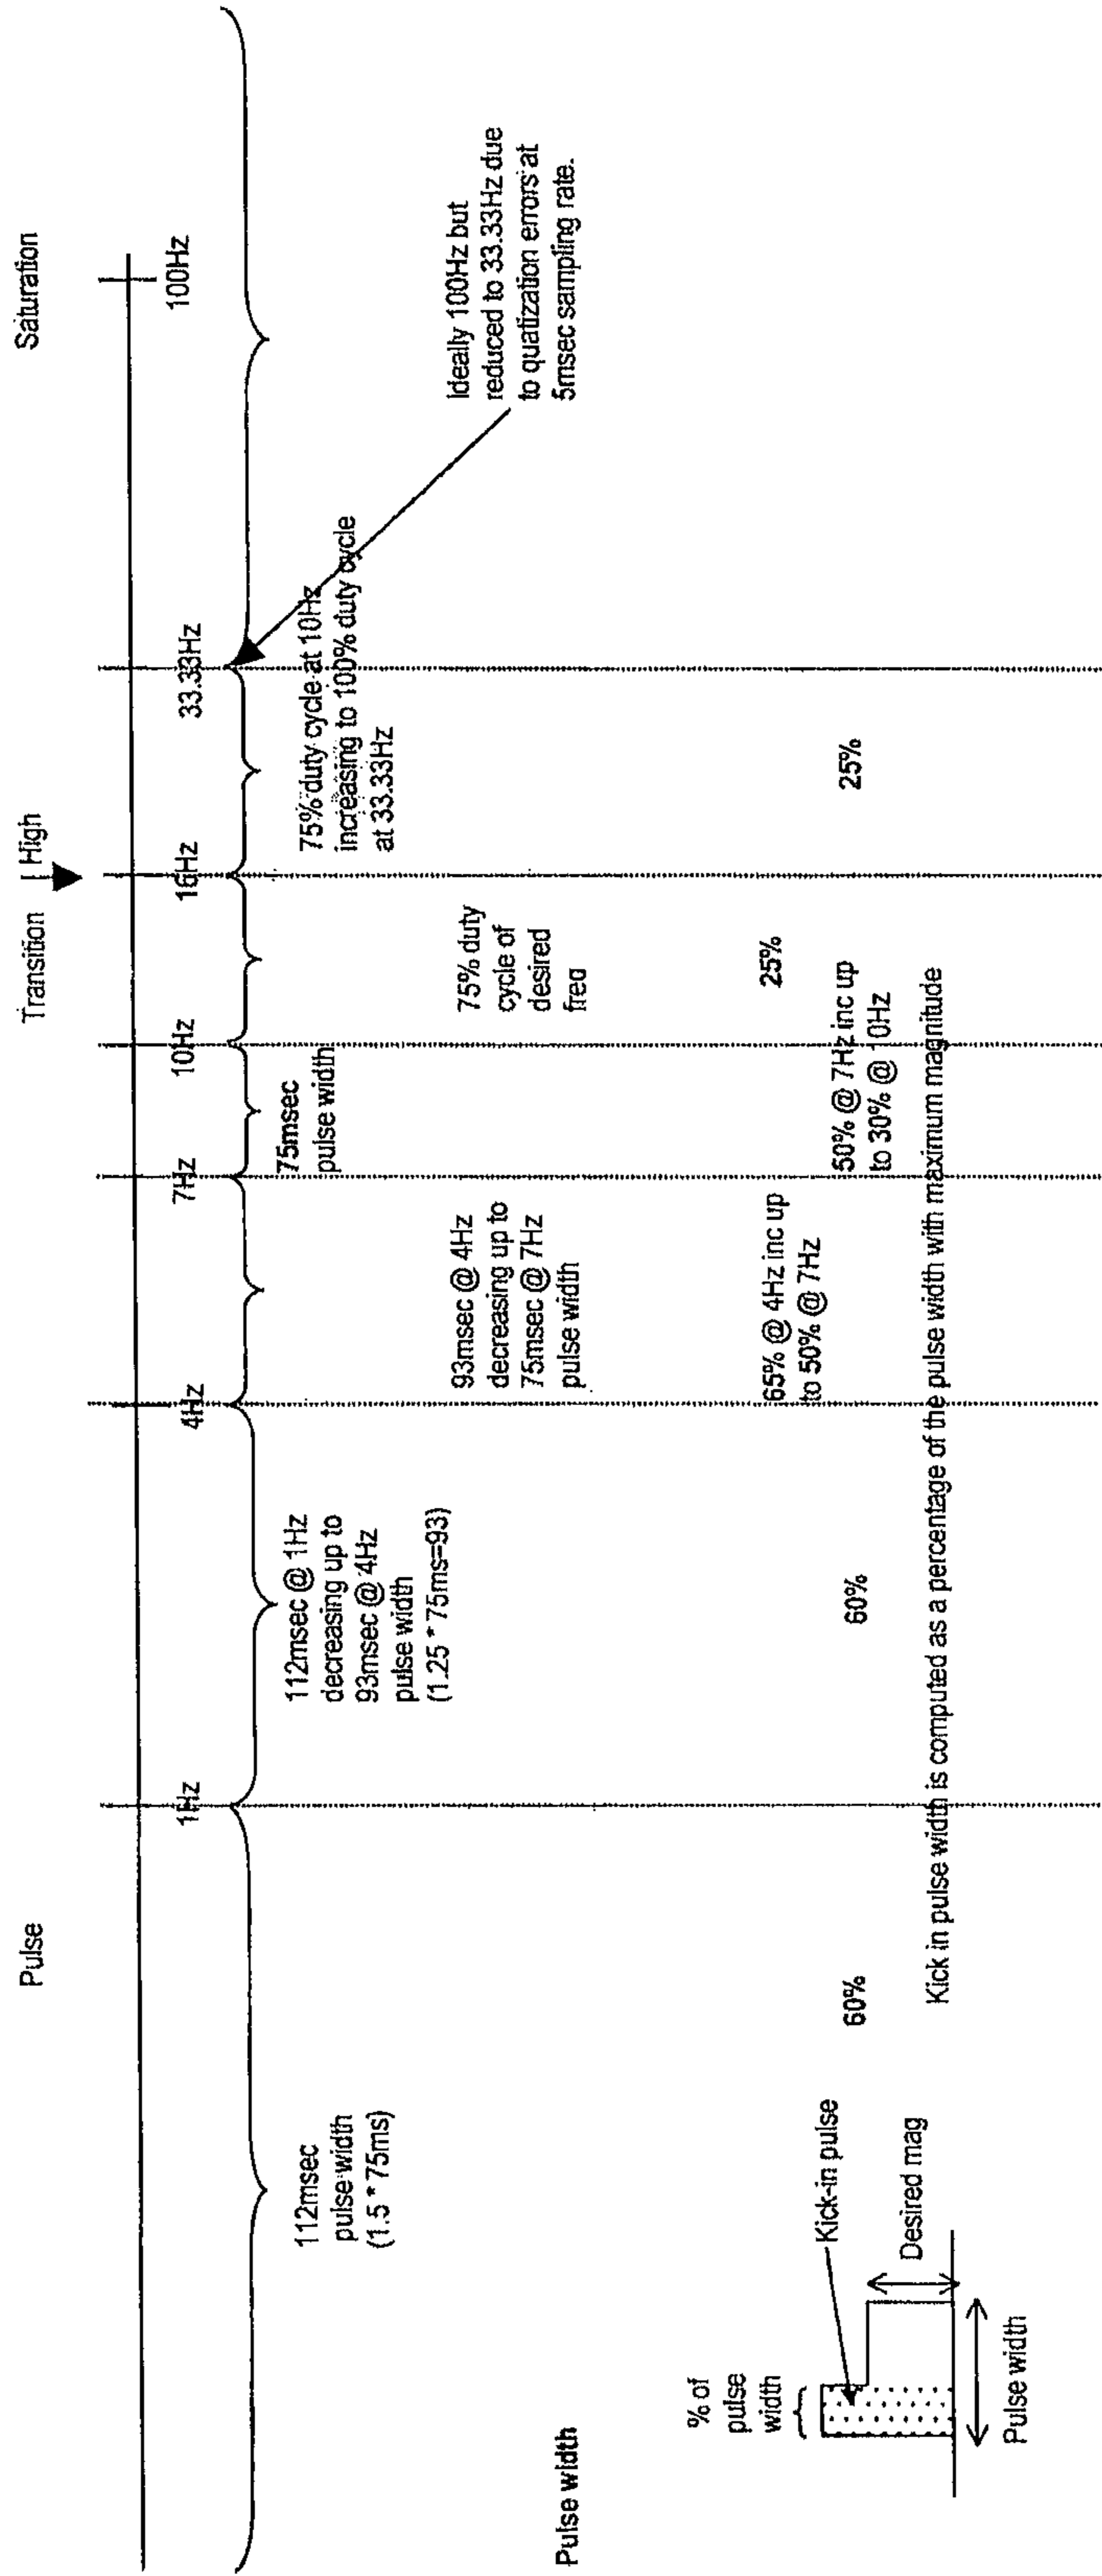 Pulse
Transition
High
Saturation
1Hz
4Hz
7Hz
10Hz
16Hz
33.33Hz
100Hz
112msec
pulse width
(1.5 * 75ms)
112msec @ 1Hz
decreasing up to
93msec @ 4Hz
pulse width
(1.25 * 75ms=93)
93msec @ 4Hz
decreasing up to
75msec @ 7Hz
pulse width
75msec
pulse width
75% duty
cycle of
desired
freq
75% duty cycle at 10Hz
increasing to 100% duty cycle
at 33.33Hz
Ideally 100Hz but
reduced to 33.33Hz due
to quatization errors at
5msec sampling rate.
Pulse width
60%
60%
65% @ 4Hz inc up
to 50% @ 7Hz
50% @ 7Hz inc up
to 30% @ 10Hz
25%
25%
Kick in pulse width is computed as a percentage of the pulse width with maximum magnitude
% of
pulse
width
Kick-in pulse
Desired mag
Pulse width